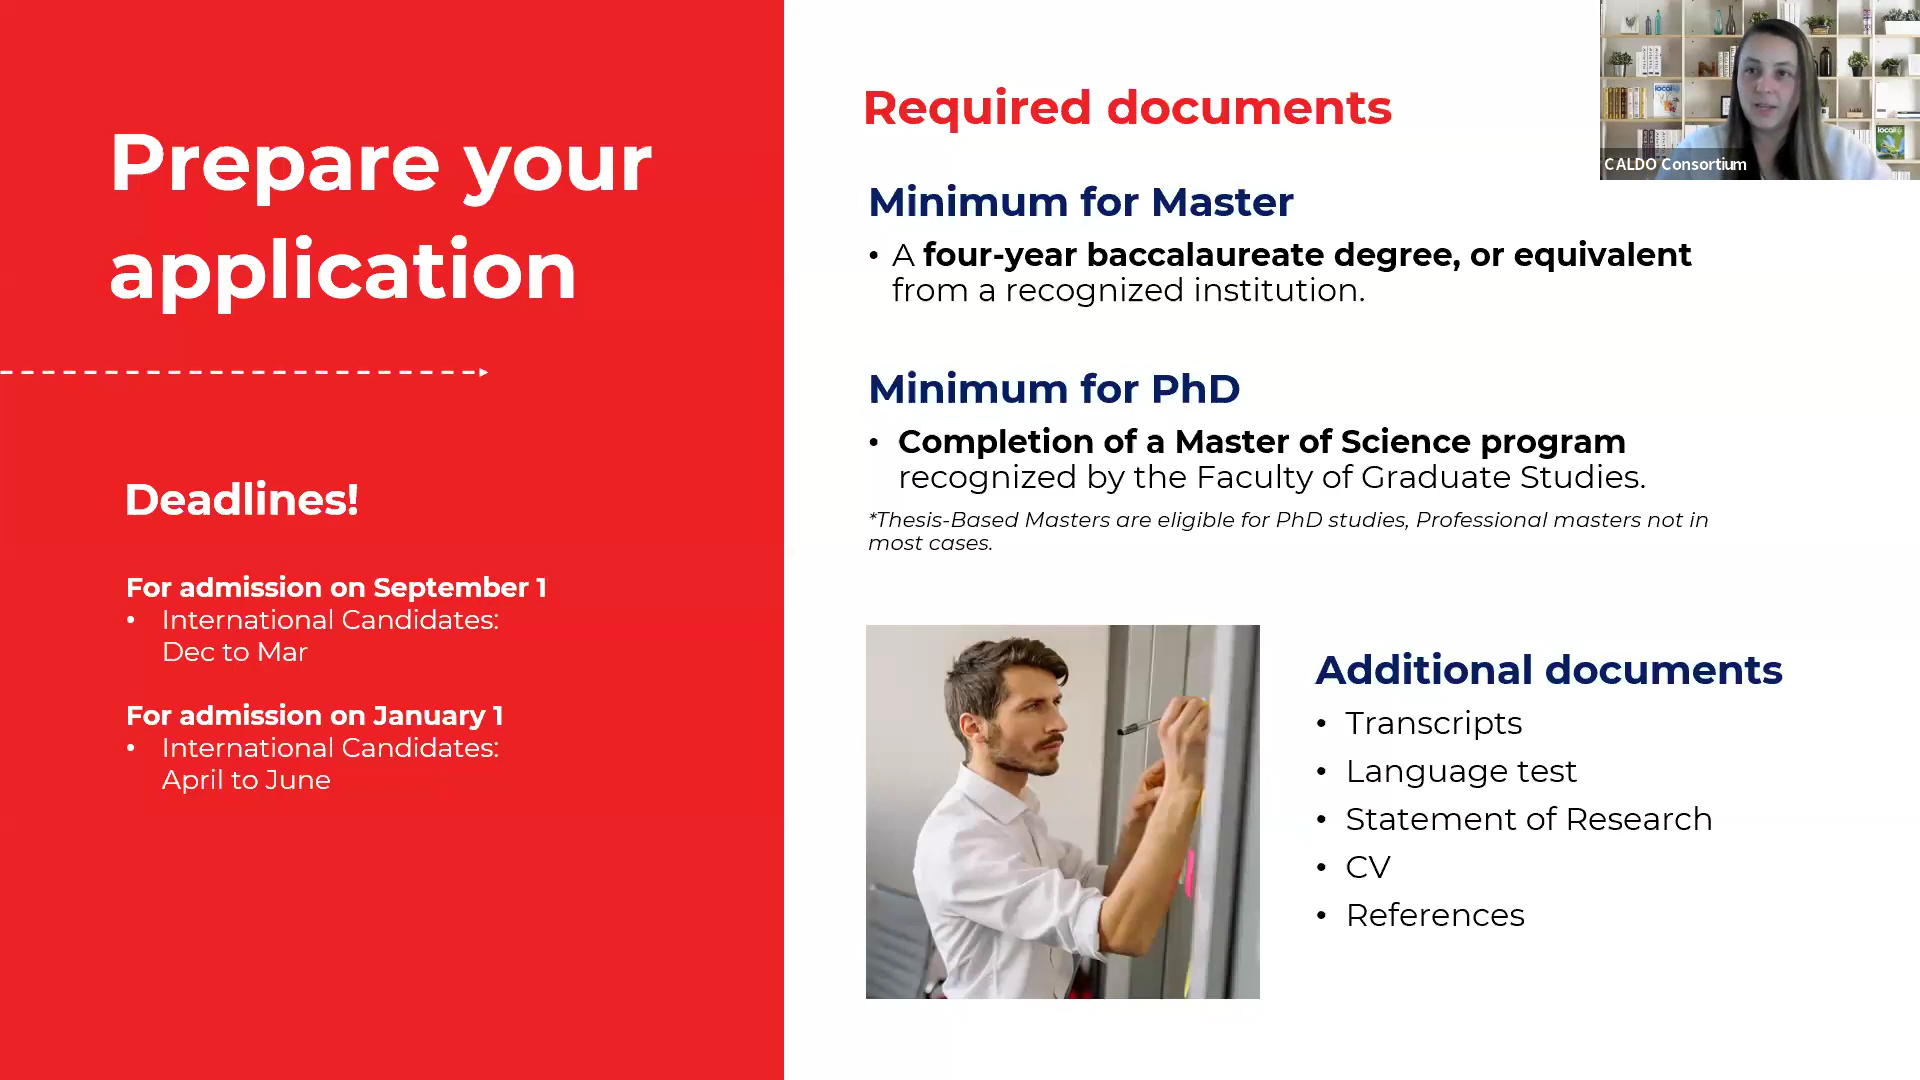 Prepare your
application
Deadlines!
For admission on September 1
• International Candidates:
Dec to Mar
For admission on January 1
• International Candidates:
April to June
Required documents
Minimum for Master
• A four-year baccalaureate degree, or equivalent
from a recognized institution.
Minimum for PhD
• Completion of a Master of Science program
recognized by the Faculty of Graduate Studies.
*Thesis-Based Masters are eligible for PhD studies, Professional masters not in
most cases.
Additional documents
• Transcripts
• Language test
• Statement of Research
• CV
• References
CALDO Consortium